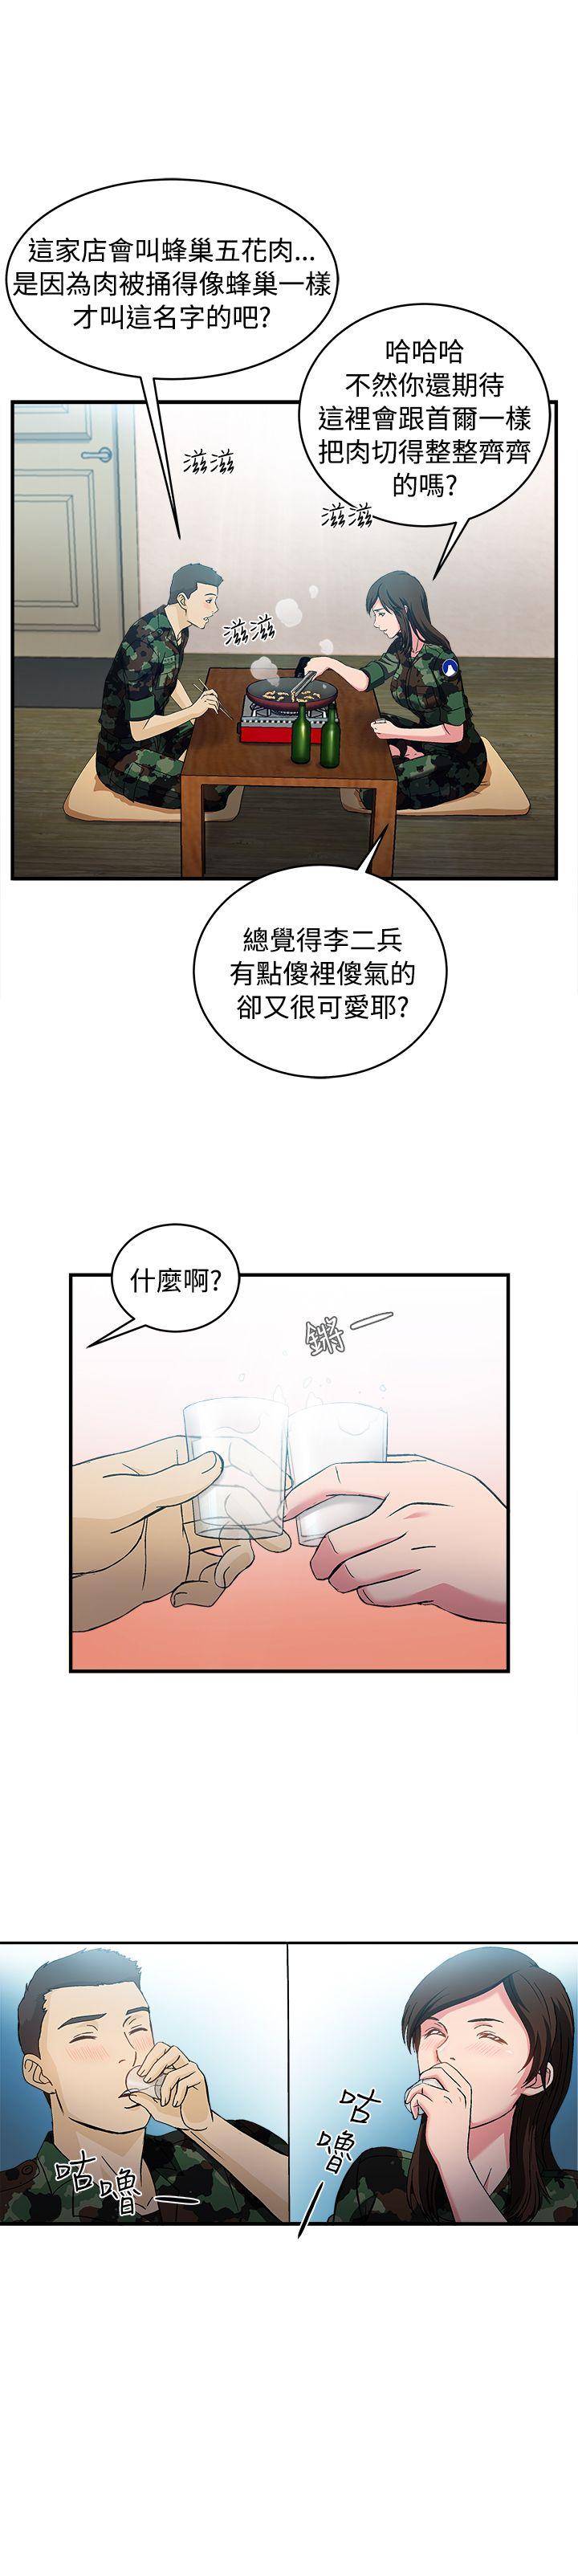 這家店會叫蜂巢五花肉...
是因為肉被捅得像蜂巢一樣
才叫這名字的吧?
哈哈哈
不然你還期待
這裡會跟首爾一樣
把肉切得整整齊齊
的嗎?
滋滋
滋滋
滋滋
總覺得李二兵
有點傻裡傻氣的
卻又很可愛耶?
什麼啊?
鏘一
咕嚕一
咕嚕一